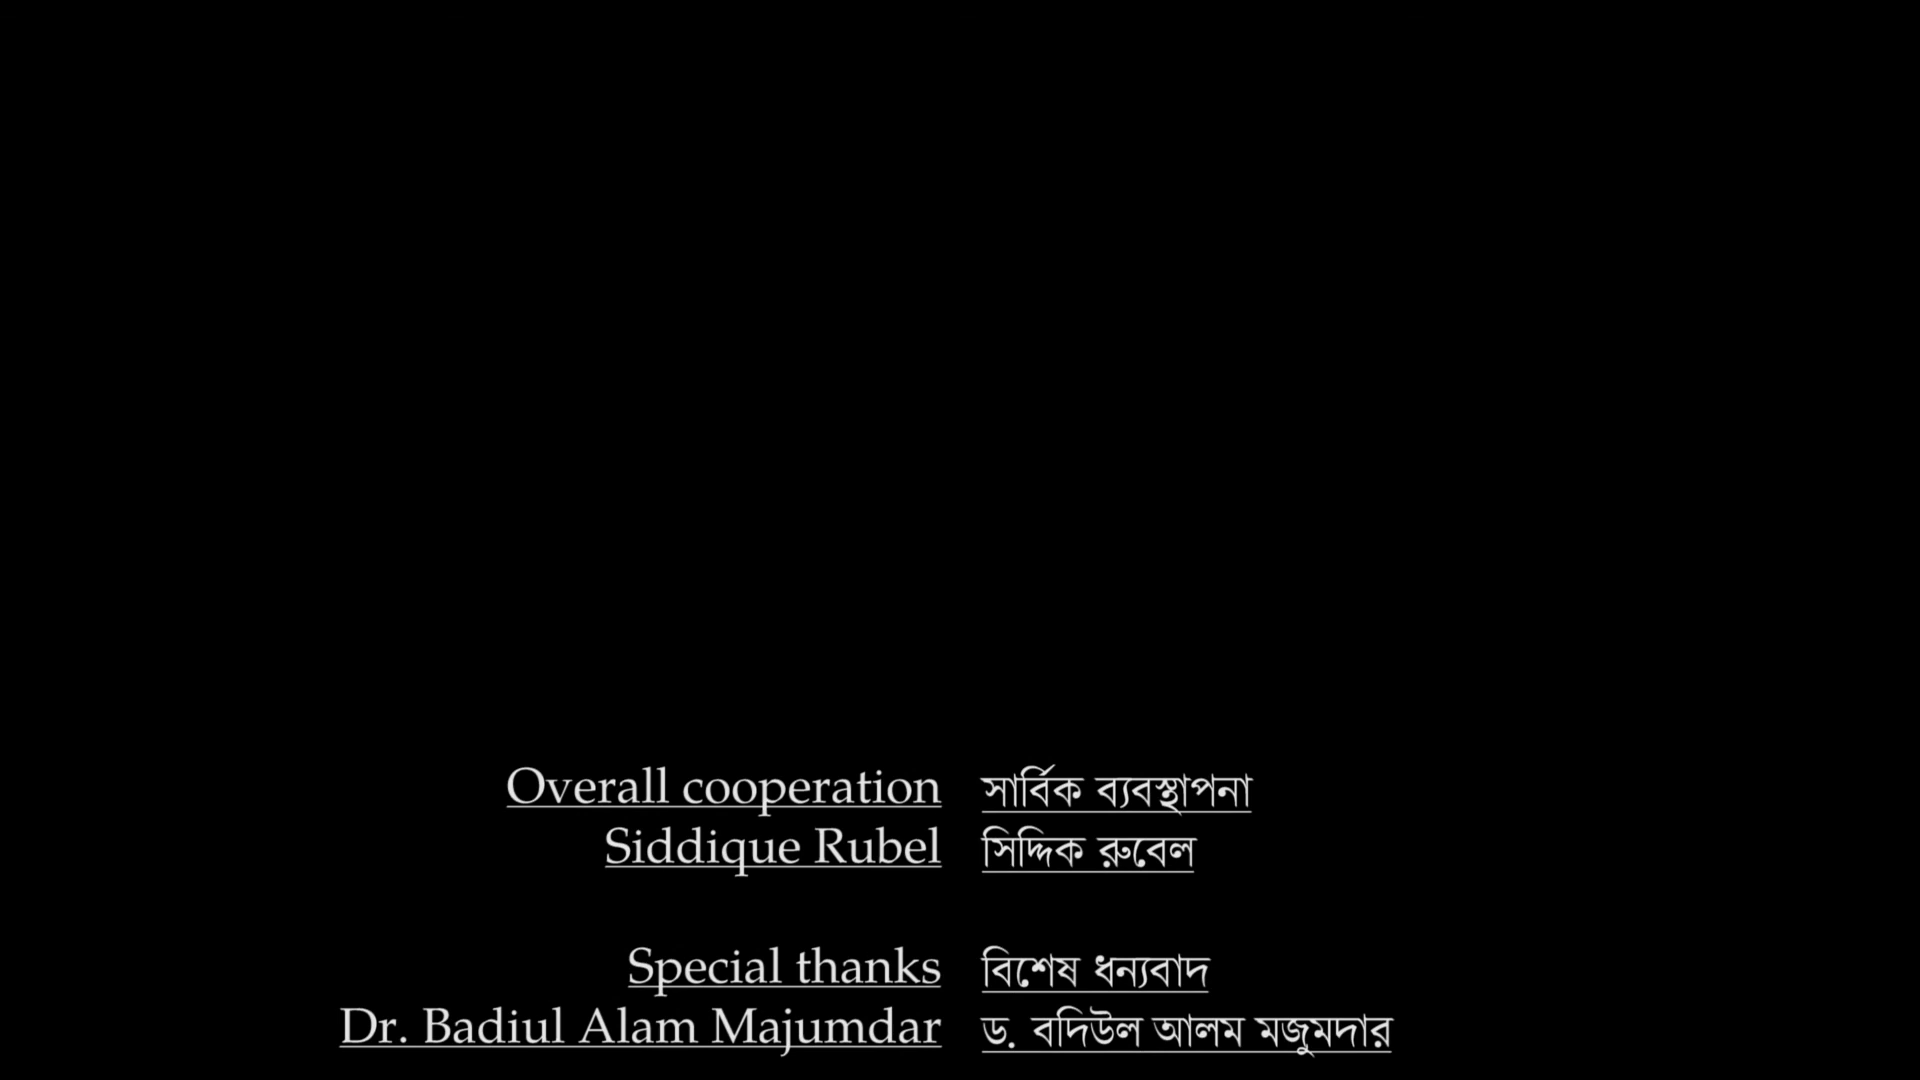 Overall cooperation সার্বিক ব্যবস্থাপনা
Siddique Rubel সিদ্দিক রুবেল
Special thanks বিশেষ ধন্যবাদ
Dr. Badiul Alam Majumdar ড. বদিউল আলম মজুমদার